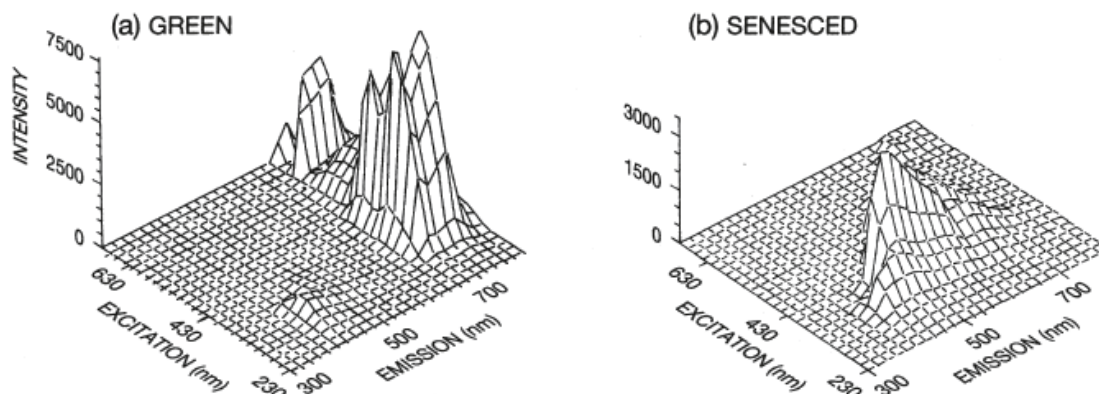 (a) GREEN
7500
5000
2500
0
INTENSITY
630
430
230
EXCITATION (nm)
300
500
700
EMISSION (nm)
(b) SENESCED
3000
1500
0
630
430
230
EXCITATION (nm)
300
500
700
EMISSION (nm)